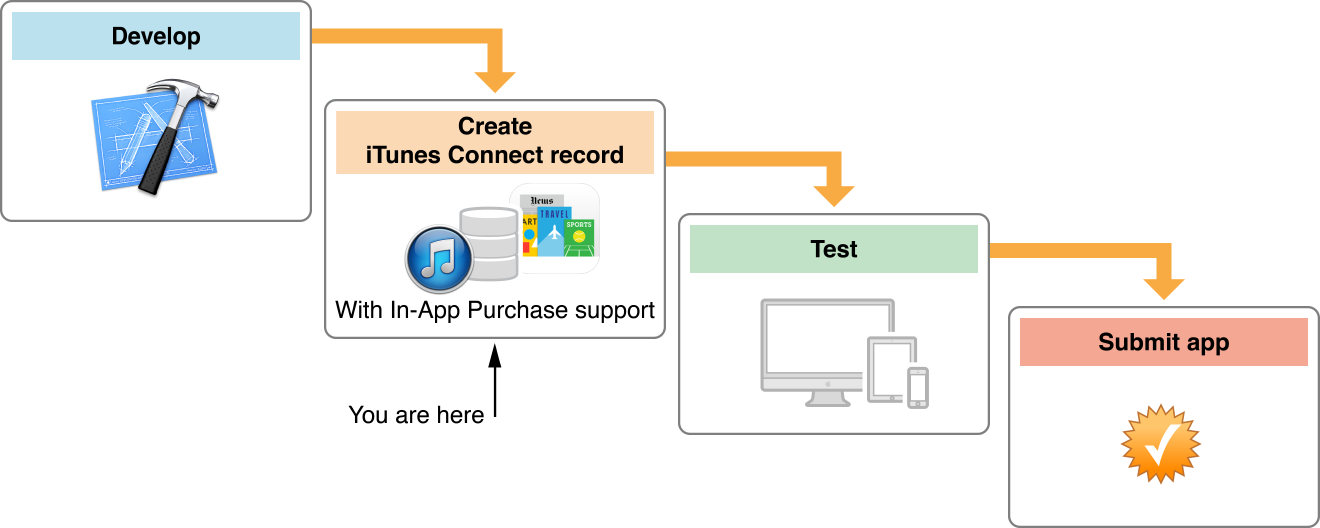 Develop
Create
iTunes Connect record
News
ART
TRAVEL
SPORTS
With In-App Purchase support
You are here
Test
Submit app